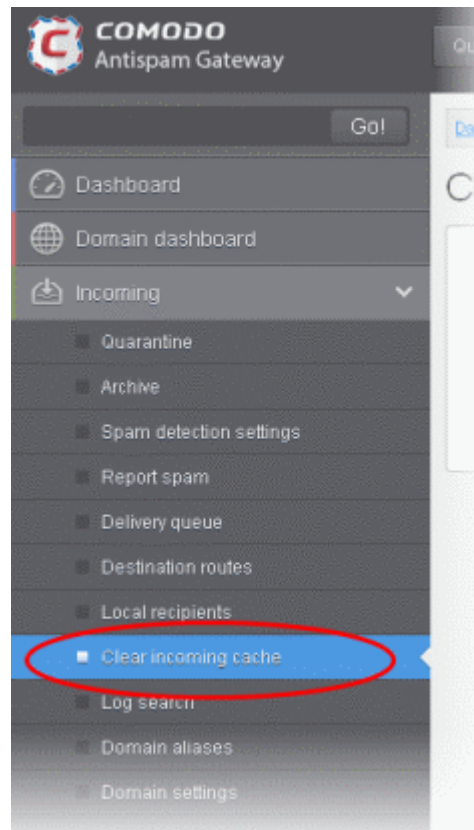 COMODO
Antispam Gateway
Go!
Dashboard
Domain dashboard
Incoming
Quarantine
Archive
Spam detection settings
Report spam
Delivery queue
Destination routes
Local recipients
Clear incoming cache
Log search
Domain aliases
Domain settings